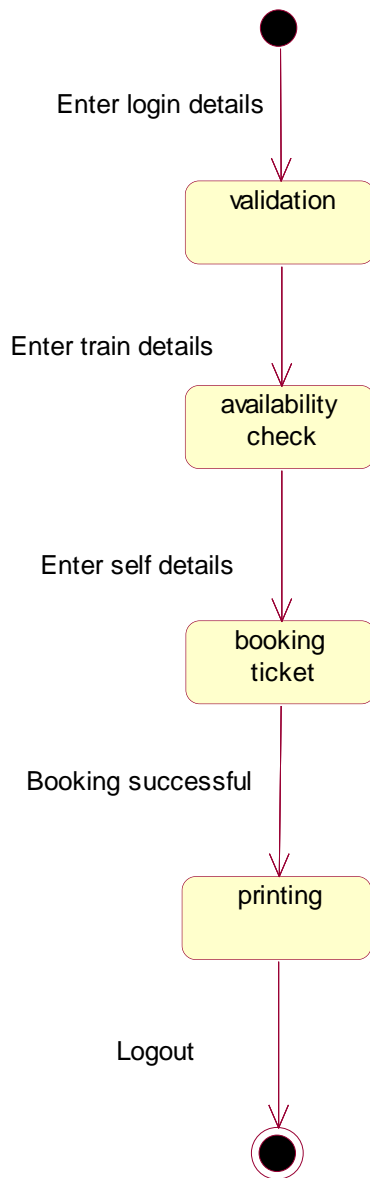 Enter login details
validation
Enter train details
availability
check
Enter self details
booking
ticket
Booking successful
printing
Logout